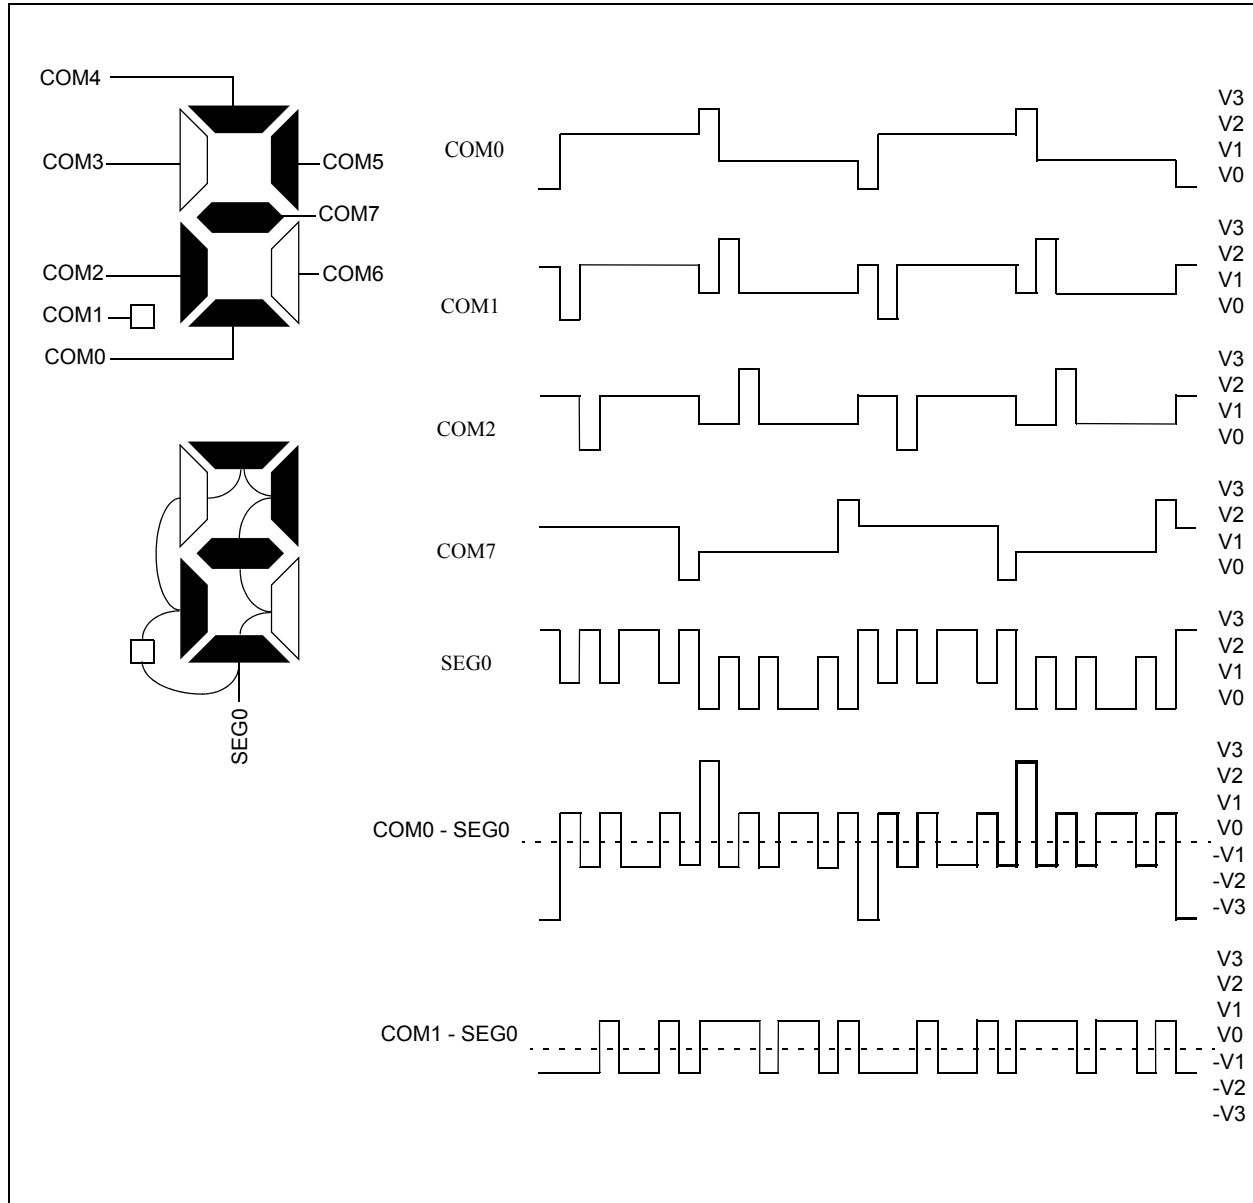 COM4
COM3
COM5
COM7
COM2
COM6
COM1
COM0
SEG0
COM0
V3
V2
V1
V0
COM1
V3
V2
V1
V0
COM2
V3
V2
V1
V0
COM7
V3
V2
V1
V0
SEG0
V3
V2
V1
V0
COM0 - SEG0
V3
V2
V1
V0
-V1
-V2
-V3
COM1 - SEG0
V3
V2
V1
V0
-V1
-V2
-V3